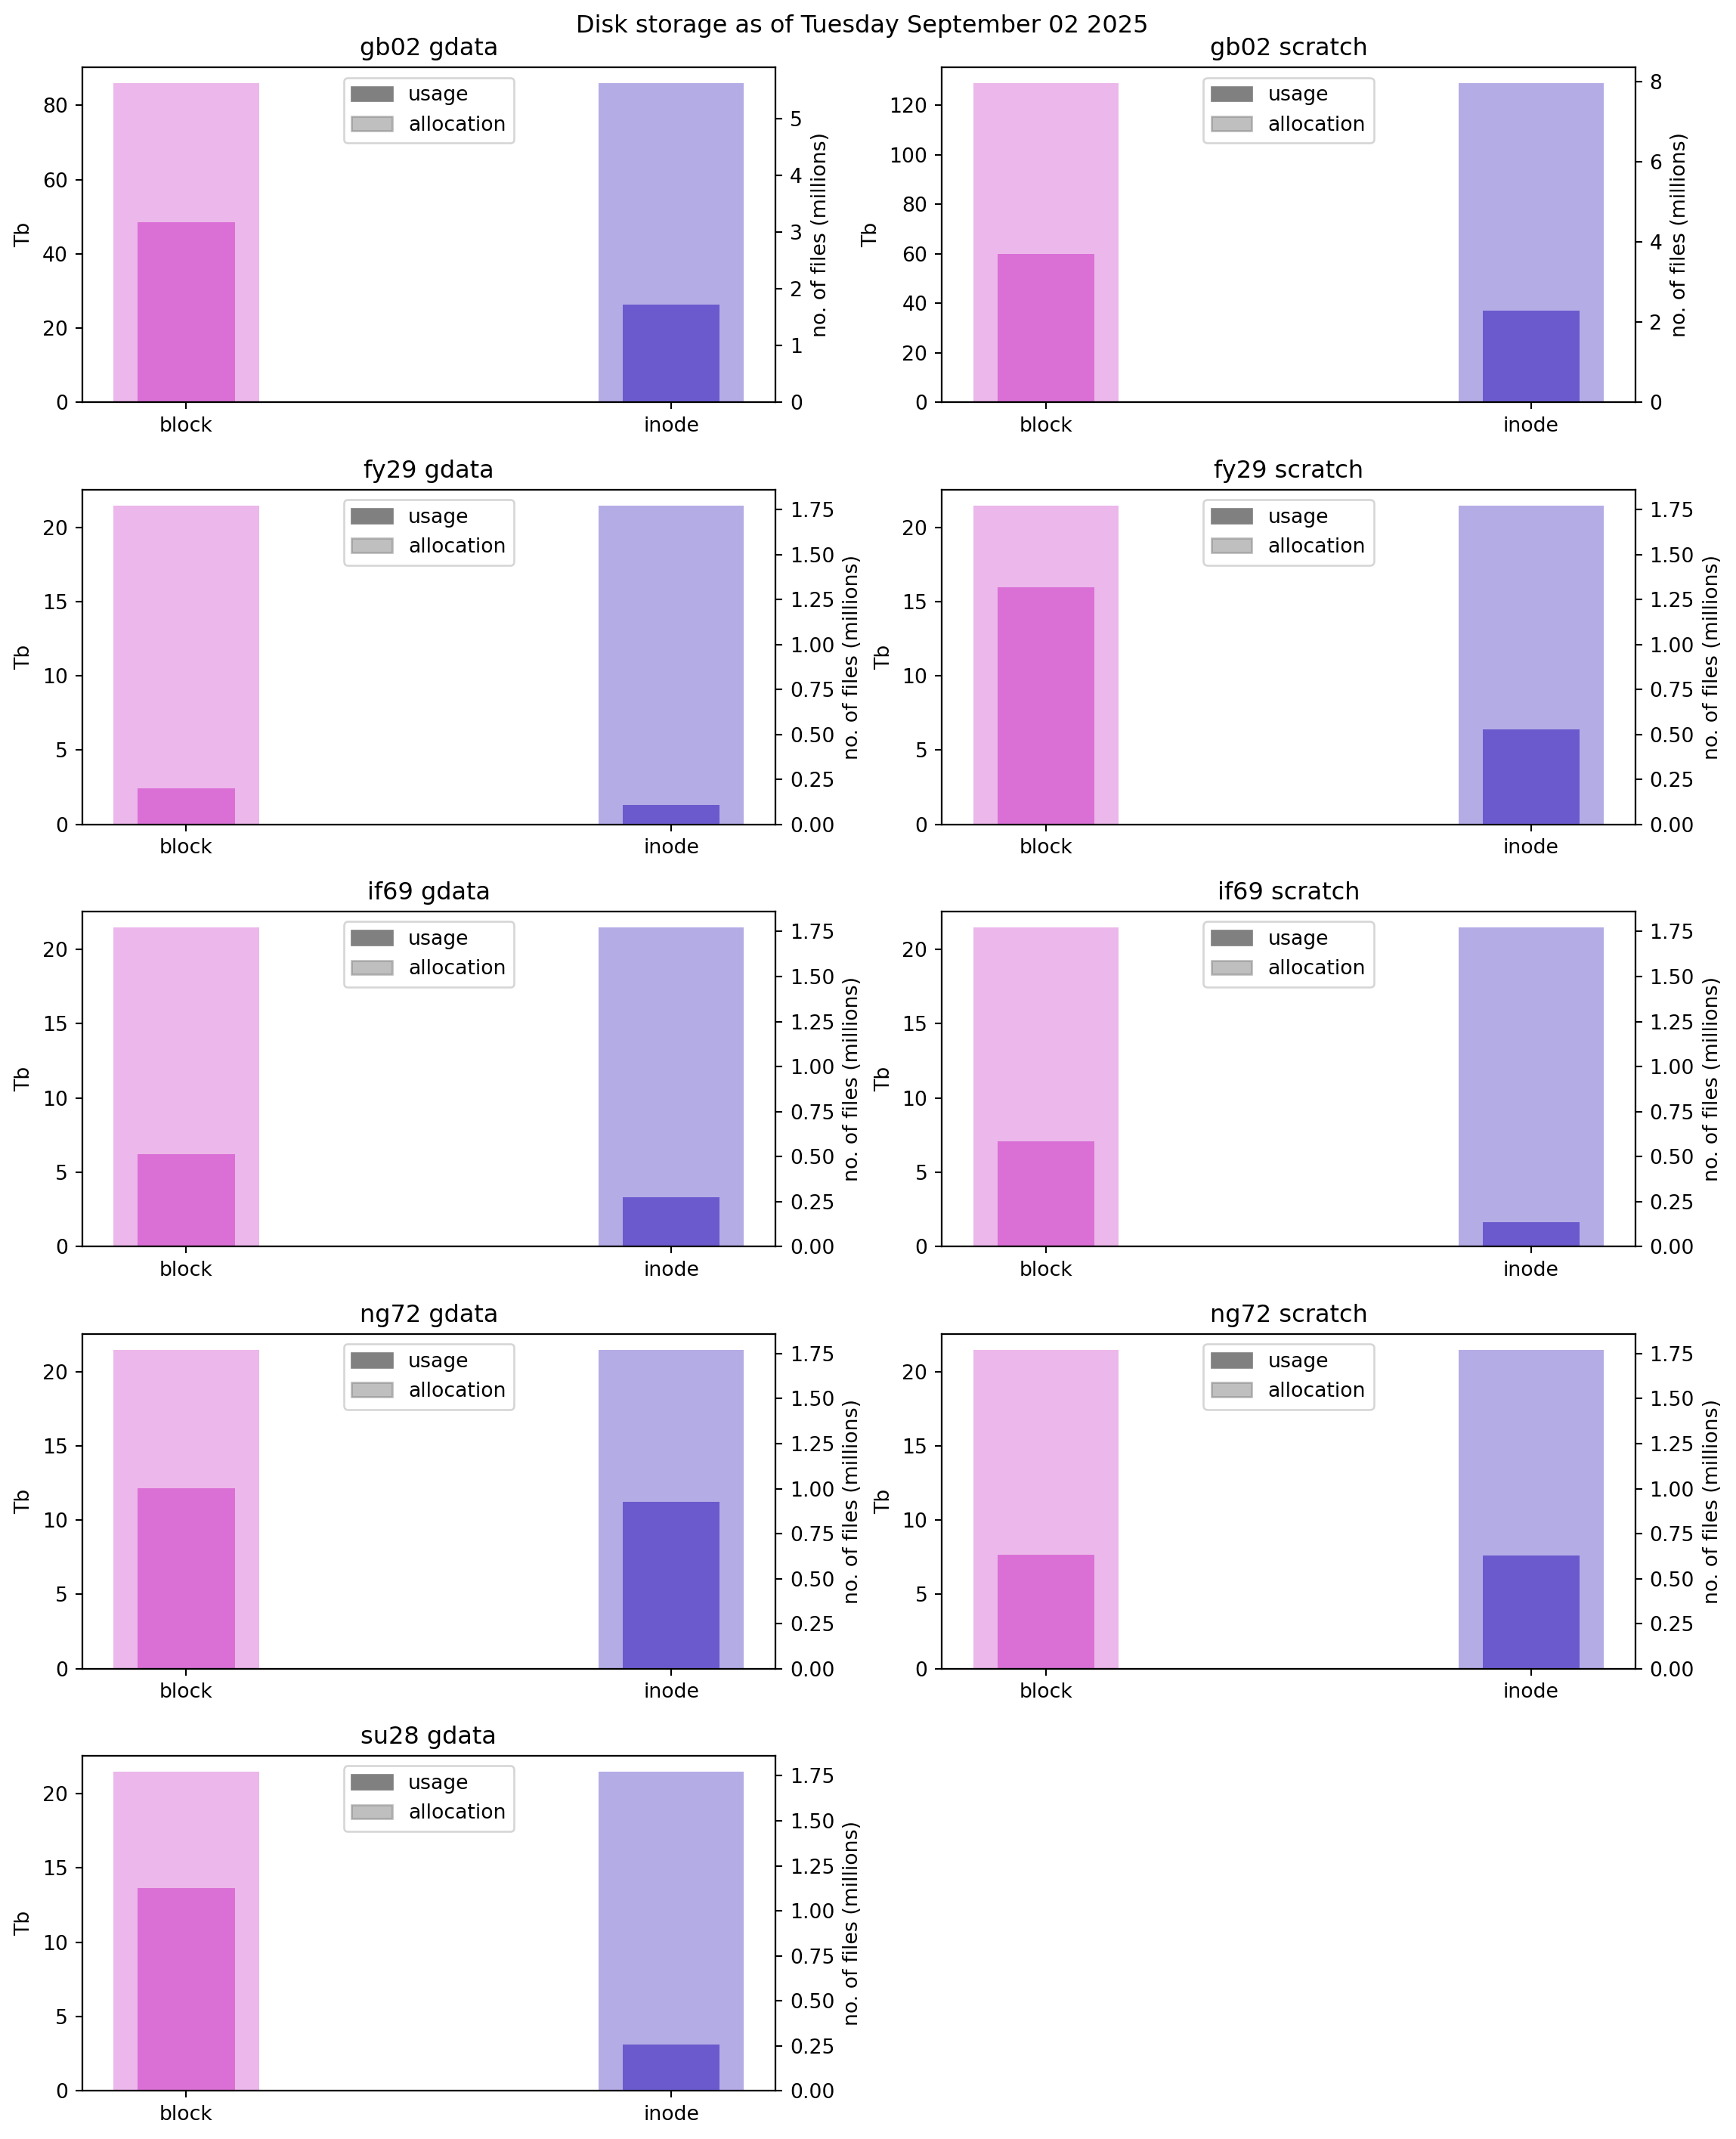 Disk storage as of Tuesday September 02 2025
gb02 gdata
usage
allocation
80
60
40
20
0
Tb
5
4
3
2
1
0
no. of files (millions)
block
inode
gb02 scratch
usage
allocation
120
100
80
60
40
20
0
Tb
8
6
4
2
0
no. of files (millions)
block
inode
fy29 gdata
usage
allocation
20
15
10
5
0
Tb
1.75
1.50
1.25
1.00
0.75
0.50
0.25
0.00
no. of files (millions)
block
inode
fy29 scratch
usage
allocation
20
15
10
5
0
Tb
1.75
1.50
1.25
1.00
0.75
0.50
0.25
0.00
no. of files (millions)
block
inode
if69 gdata
usage
allocation
20
15
10
5
0
Tb
1.75
1.50
1.25
1.00
0.75
0.50
0.25
0.00
no. of files (millions)
block
inode
if69 scratch
usage
allocation
20
15
10
5
0
Tb
1.75
1.50
1.25
1.00
0.75
0.50
0.25
0.00
no. of files (millions)
block
inode
ng72 gdata
usage
allocation
20
15
10
5
0
Tb
1.75
1.50
1.25
1.00
0.75
0.50
0.25
0.00
no. of files (millions)
block
inode
ng72 scratch
usage
allocation
20
15
10
5
0
Tb
1.75
1.50
1.25
1.00
0.75
0.50
0.25
0.00
no. of files (millions)
block
inode
su28 gdata
usage
allocation
20
15
10
5
0
Tb
1.75
1.50
1.25
1.00
0.75
0.50
0.25
0.00
no. of files (millions)
block
inode